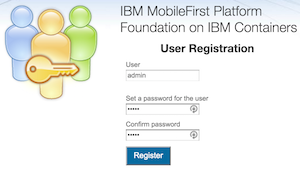 IBM MobileFirst Platform
Foundation on IBM Containers
User Registration
User
admin
Set a password for the user
•••••
Confirm password
•••••
Register